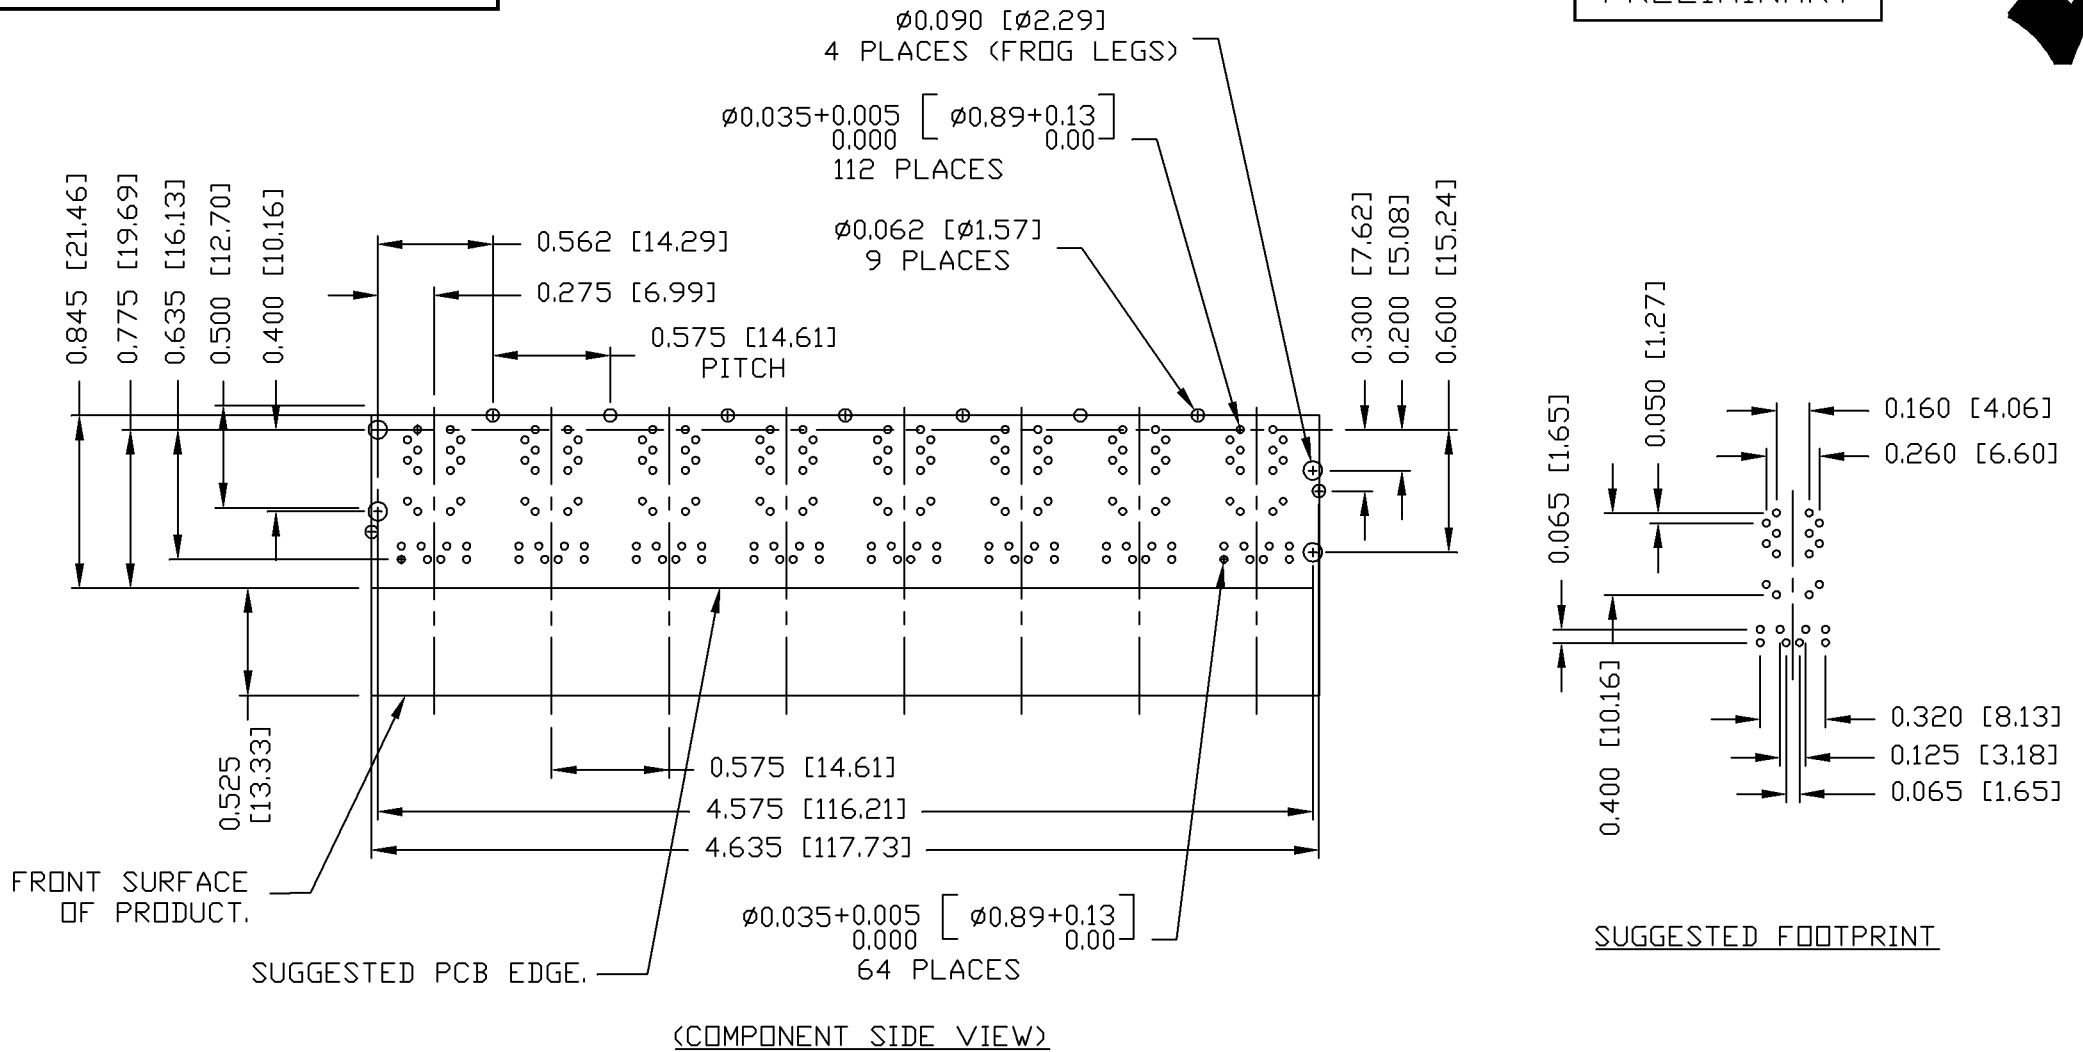 PRELIMINARY
ø0.090 [ø2.29]
4 PLACES (FROG LEGS)
ø0.035+0.005 [ ø0.89+0.13 ]
0.000 0.00
112 PLACES
ø0.062 [ø1.57]
9 PLACES
0.845 [21.46]
0.775 [19.69]
0.635 [16.13]
0.500 [12.70]
0.400 [10.16]
0.562 [14.29]
0.275 [6.99]
0.575 [14.61]
PITCH
0.300 [7.62]
0.200 [5.08]
0.600 [15.24]
0.065 [1.65]
0.050 [1.27]
0.160 [4.06]
0.260 [6.60]
0.400 [10.16]
0.320 [8.13]
0.125 [3.18]
0.065 [1.65]
0.525
[13.33]
0.575 [14.61]
4.575 [116.21]
4.635 [117.73]
FRONT SURFACE
OF PRODUCT.
ø0.035+0.005 [ ø0.89+0.13 ]
0.000 0.00
64 PLACES
SUGGESTED PCB EDGE.
SUGGESTED FOOTPRINT
(COMPONENT SIDE VIEW)